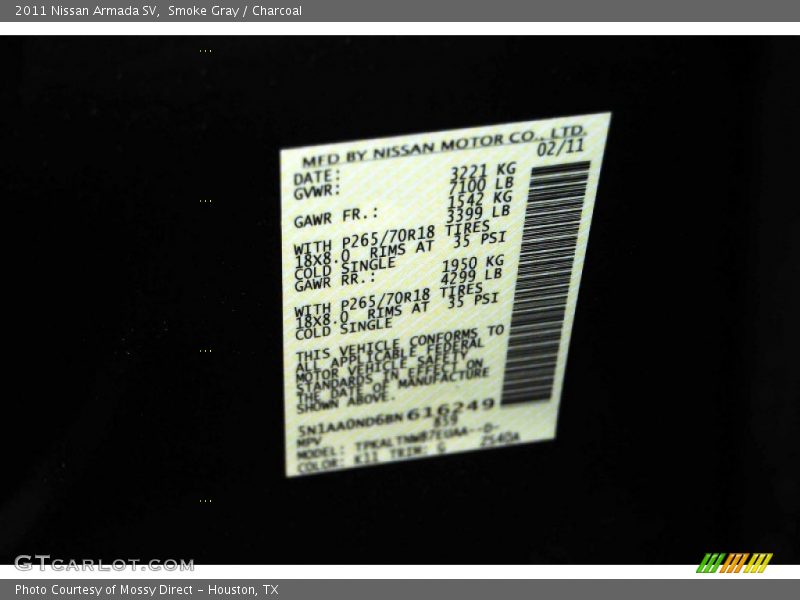 2011 Nissan Armada SV,  Smoke Gray / Charcoal
MFD BY NISSAN MOTOR CO., LTD.
DATE: 02/11
GVWR: 3221 KG
7100 LB
GAWR FR.: 1542 KG
3399 LB
WITH P265/70R18 TIRES
18X8.0 RIMS AT 35 PSI
COLD SINGLE
GAWR RR.: 1950 KG
4299 LB
WITH P265/70R18 TIRES
18X8.0 RIMS AT 35 PSI
COLD SINGLE
THIS VEHICLE CONFORMS TO
ALL APPLICABLE FEDERAL
MOTOR VEHICLE SAFETY
STANDARDS IN EFFECT ON
THE DATE OF MANUFACTURE
SHOWN ABOVE.
5N1AA0ND6BN616249
MPV 859
MODEL:
COLOR: K11 TRIM: G
GTCARLOT.COM
Photo Courtesy of Mossy Direct – Houston, TX